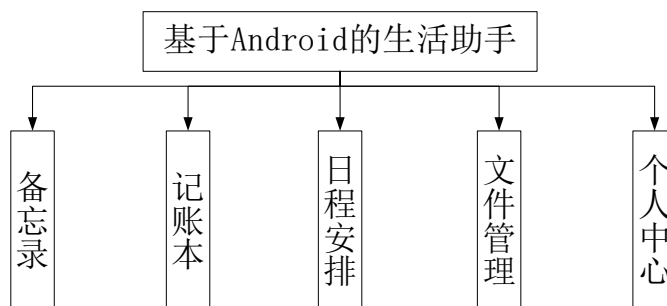 基于Android的生活助手
备忘录
记账本
日程安排
文件管理
个人中心